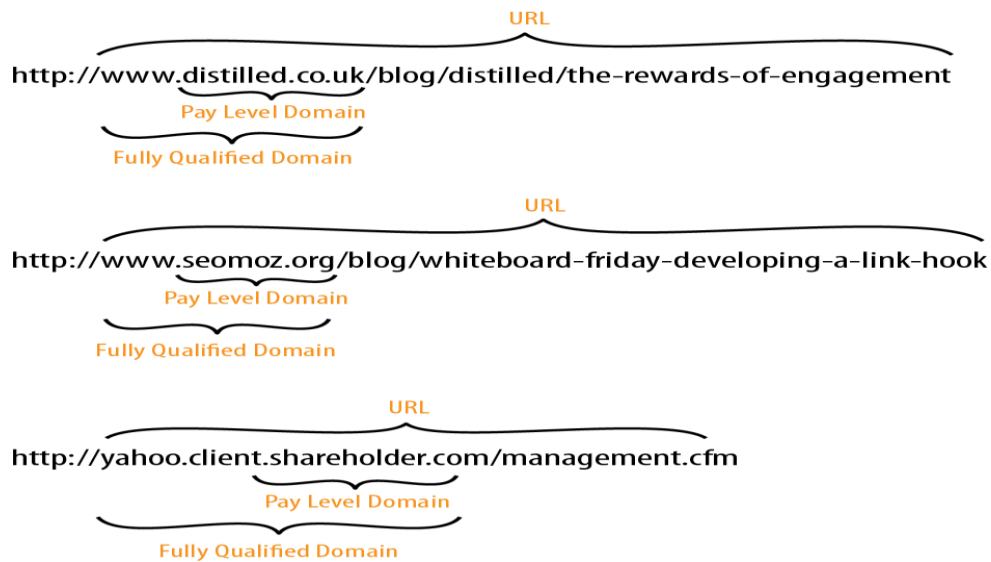 URL
http://www.distilled.co.uk/blog/distilled/the-rewards-of-engagement
Pay Level Domain
Fully Qualified Domain
URL
http://www.seomoz.org/blog/whiteboard-friday-developing-a-link-hook
Pay Level Domain
Fully Qualified Domain
URL
http://yahoo.client.shareholder.com/management.cfm
Pay Level Domain
Fully Qualified Domain